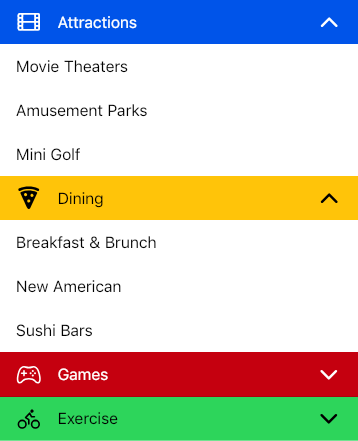 Attractions
Movie Theaters
Amusement Parks
Mini Golf
Dining
Breakfast & Brunch
New American
Sushi Bars
Games
Exercise